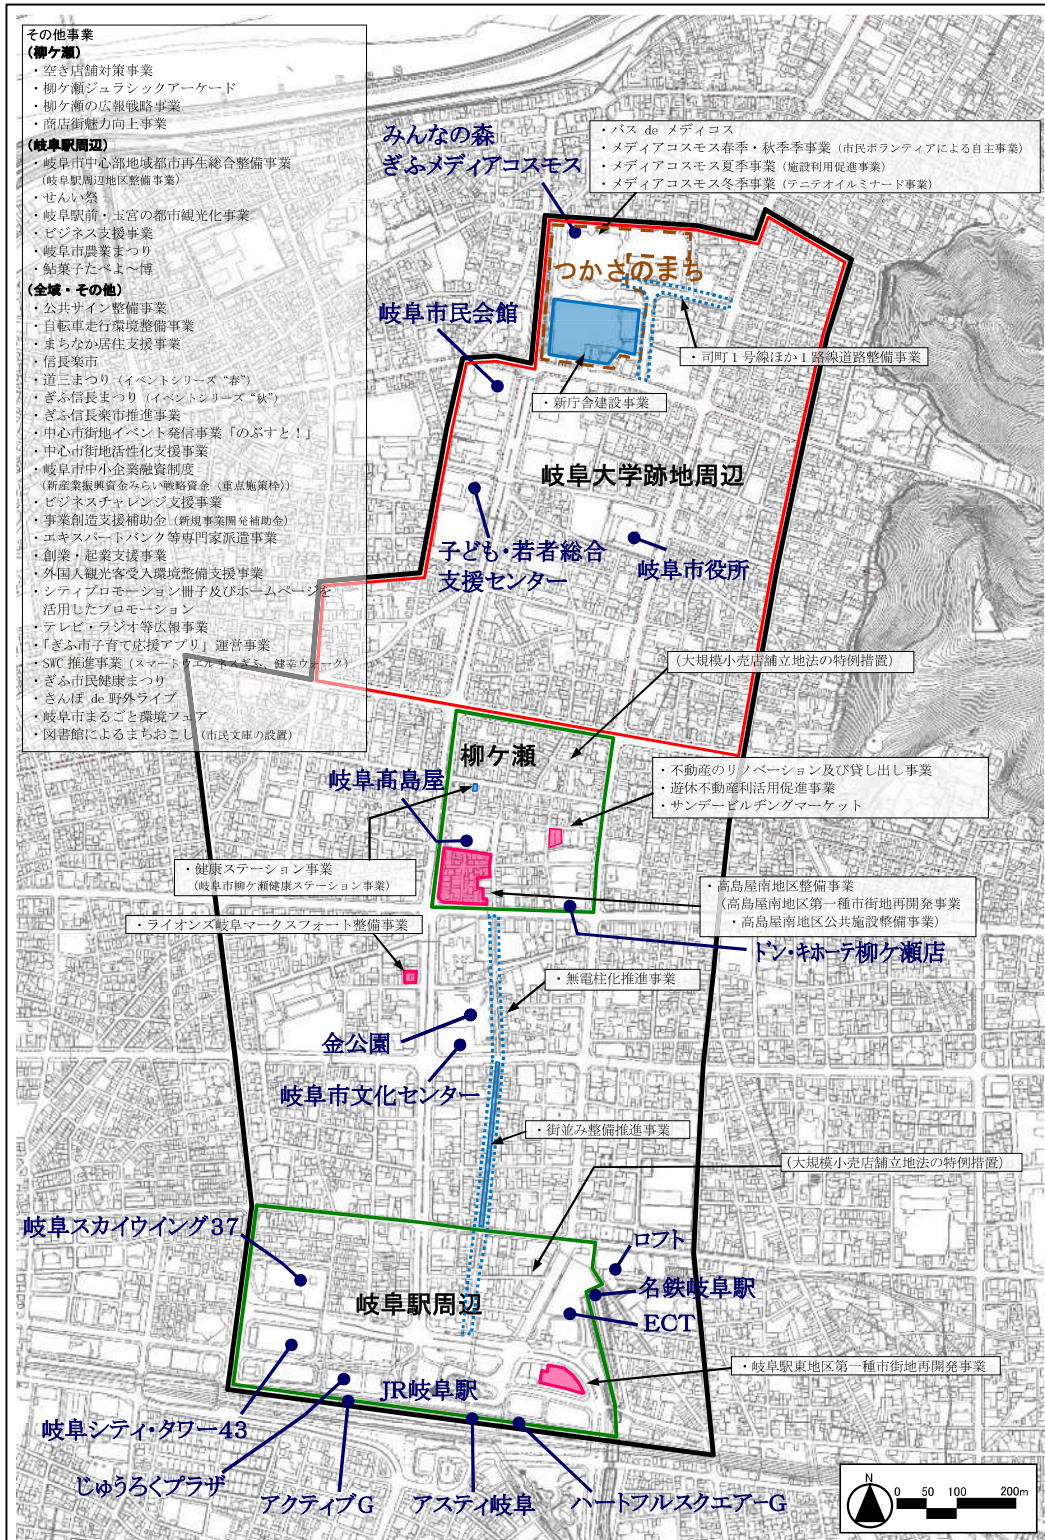 その他事業
(柳ケ瀬)
・空き店舗対策事業
・柳ケ瀬ジュラシックアーケード
・柳ケ瀬の広報戦略事業
・商店街魅力向上事業
(岐阜駅周辺)
・岐阜市中心部地域都市再生総合整備事業
(岐阜駅周辺地区整備事業)
・せんい祭
・岐阜駅前・玉宮の都市観光化事業
・ビジネス支援事業
・岐阜市農業まつり
・鮎菓子たべよ～博
(全域・その他)
・公共サイン整備事業
・自転車走行環境整備事業
・まちなか居住支援事業
・信長楽市
・道三まつり（イベントシリーズ“春”）
・ぎふ信長まつり（イベントシリーズ“秋”）
・ぎふ信長楽市推進事業
・中心市街地イベント発信事業「のぶすと！」
・中心市街地活性化支援事業
・岐阜市中小企業融資制度
(新産業振興資金みらい戦略資金（重点施策枠）)
・ビジネスチャレンジ支援事業
・事業創造支援補助金（新規事業開発補助金）
・エキスパートバンク等専門家派遣事業
・創業・起業支援事業
・外国人観光客受入環境整備支援事業
・シティプロモーション冊子及びホームページを
活用したプロモーション
・テレビ・ラジオ等広報事業
・「ぎふ市子育て応援アプリ」運営事業
・SWC 推進事業（スマートウエルネスぎふ、健幸ウォーク）
・ぎふ市民健康まつり
・さんぽ de 野外ライブ
・岐阜市まるごと環境フェア
・図書館によるまちおこし（市民文庫の設置）
みんなの森
ぎふメディアコスモス
・バス de メディコス
・メディアコスモス春季・秋季季事業（市民ボランティアによる自主事業）
・メディアコスモス夏季事業（施設利用促進事業）
・メディアコスモス冬季事業（テニテオイルミナード事業）
つかさのまち
岐阜市民会館
・司町１号線ほか１路線道路整備事業
・新庁舎建設事業
岐阜大学跡地周辺
子ども・若者総合
支援センター
岐阜市役所
(大規模小売店舗立地法の特例措置)
柳ケ瀬
岐阜髙島屋
・不動産のリノベーション及び貸し出し事業
・遊休不動産利活用促進事業
・サンデービルヂングマーケット
・健康ステーション事業
(岐阜市柳ケ瀬健康ステーション事業)
・高島屋南地区整備事業
(高島屋南地区第一種市街地再開発事業
・高島屋南地区公共施設整備事業)
・ライオンズ岐阜マークスフォート整備事業
ドン・キホーテ柳ケ瀬店
・無電柱化推進事業
金公園
岐阜市文化センター
・街並み整備推進事業
(大規模小売店舗立地法の特例措置)
岐阜スカイウイング37
ロフト
名鉄岐阜駅
岐阜駅周辺
ECT
・岐阜駅東地区第一種市街地再開発事業
JR岐阜駅
岐阜シティ・タワー43
じゅうろくプラザ
アクティブG
アスティ岐阜
ハートフルスクエアーG
N
0 50 100 200m